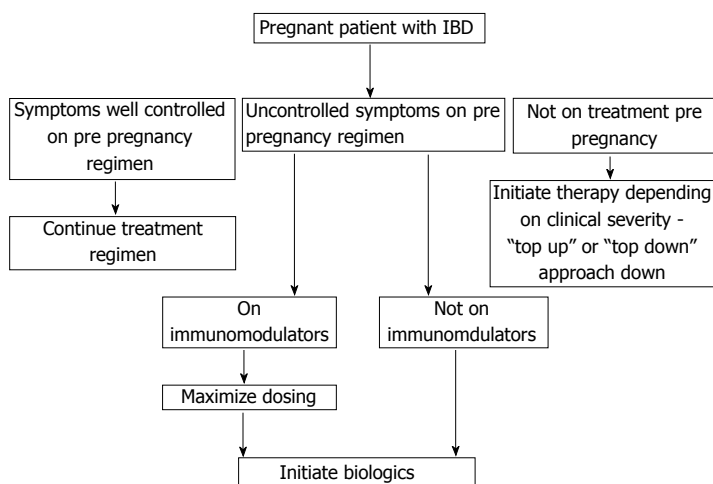 Pregnant patient with IBD
Symptoms well controlled
on pre pregnancy
regimen
Uncontrolled symptoms on pre
pregnancy regimen
Not on treatment pre
pregnancy
Continue treatment
regimen
Initiate therapy depending
on clinical severity -
“top up” or “top down”
approach down
On
immunomodulators
Not on
immunomdulators
Maximize dosing
Initiate biologics